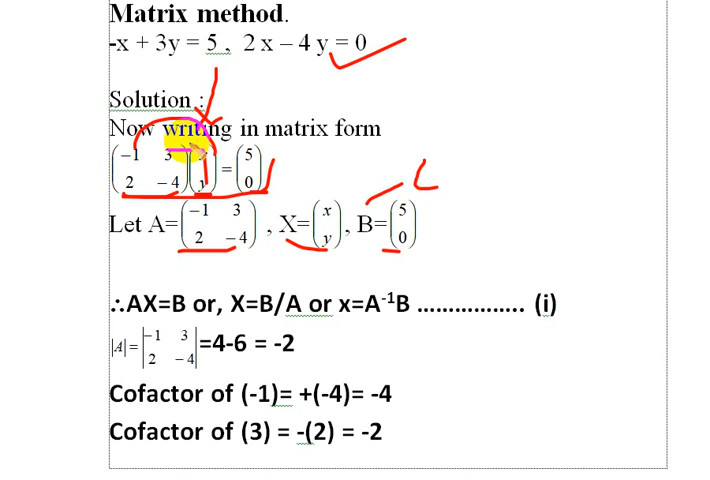 Matrix method.
-x + 3y = 5 , 2 x – 4 y = 0
Solution :
Now writing in matrix form
(−1 3
2 −4) (x
y) = (5
0)
Let A=(−1 3
2 −4) , X=(x
y), B=(5
0) C
∴AX=B or, X=B/A or x=A⁻¹B ................. (i)
|A|=|−1 3
2 −4|=4-6 = -2
Cofactor of (-1)= +(-4)= -4
Cofactor of (3) = -(2) = -2